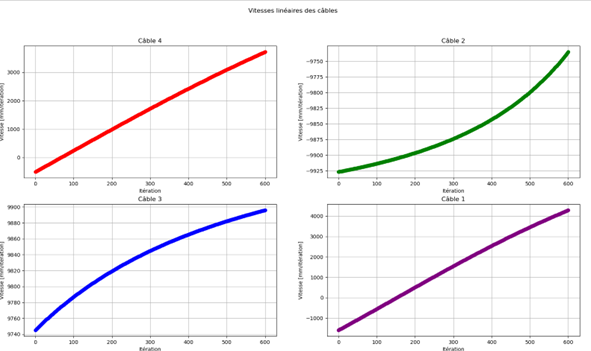 Vitesses linéaires des câbles
Câble 4
Vitesse [mm/itération]
3000
2000
1000
0
0 100 200 300 400 500 600
Itération
Câble 2
Vitesse [mm/itération]
−9750
−9775
−9800
−9825
−9850
−9875
−9900
−9925
0 100 200 300 400 500 600
Itération
Câble 3
Vitesse [mm/itération]
9900
9880
9860
9840
9820
9800
9780
9760
9740
0 100 200 300 400 500 600
Itération
Câble 1
Vitesse [mm/itération]
4000
3000
2000
1000
0
−1000
0 100 200 300 400 500 600
Itération